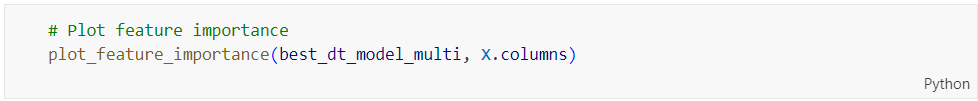 # Plot feature importance
plot_feature_importance(best_dt_model_multi, X.columns)
Python